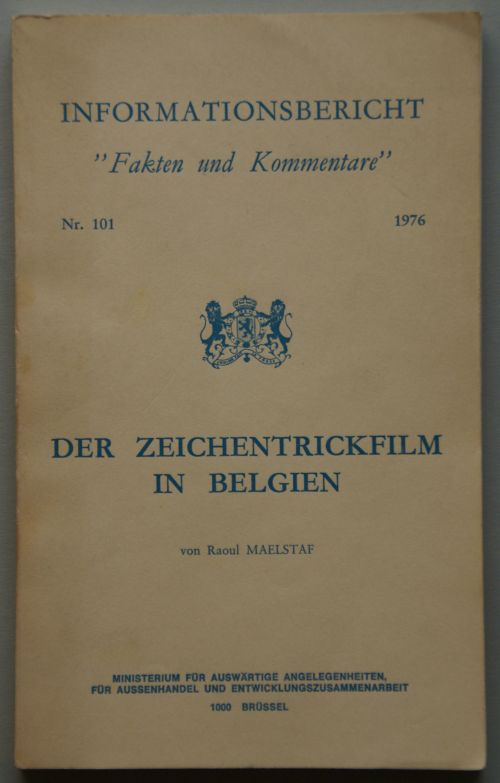 INFORMATIONSBERICHT
"Fakten und Kommentare"
Nr. 101 1976
DER ZEICHENTRICKFILM
IN BELGIEN
von Raoul MAELSTAF
MINISTERIUM FÜR AUSWÄRTIGE ANGELEGENHEITEN,
FÜR AUSSENHANDEL UND ENTWICKLUNGSZUSAMMENARBEIT
1000 BRÜSSEL